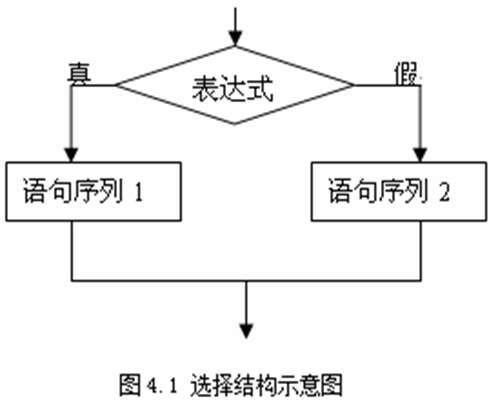 真
假
表达式
语句序列 1
语句序列 2
图 4.1 选择结构示意图